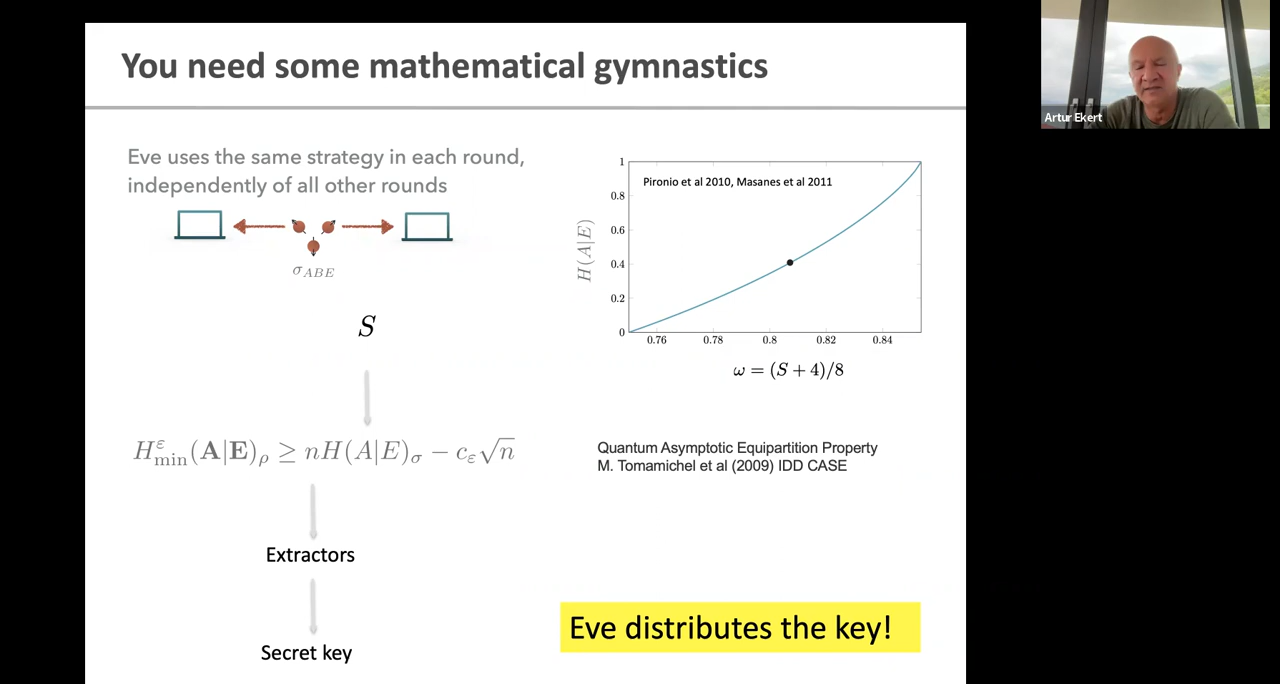 You need some mathematical gymnastics
Artur Ekert
Eve uses the same strategy in each round,
independently of all other rounds
σ_ABE
S
H^ε_min(A|E)_ρ ≥ nH(A|E)_σ − c_ε√n
Extractors
Secret key
Pironio et al 2010, Masanes et al 2011
H(A|E)
1
0.8
0.6
0.4
0.2
0
0.76 0.78 0.8 0.82 0.84
ω = (S + 4)/8
Quantum Asymptotic Equipartition Property
M. Tomamichel et al (2009) IDD CASE
Eve distributes the key!